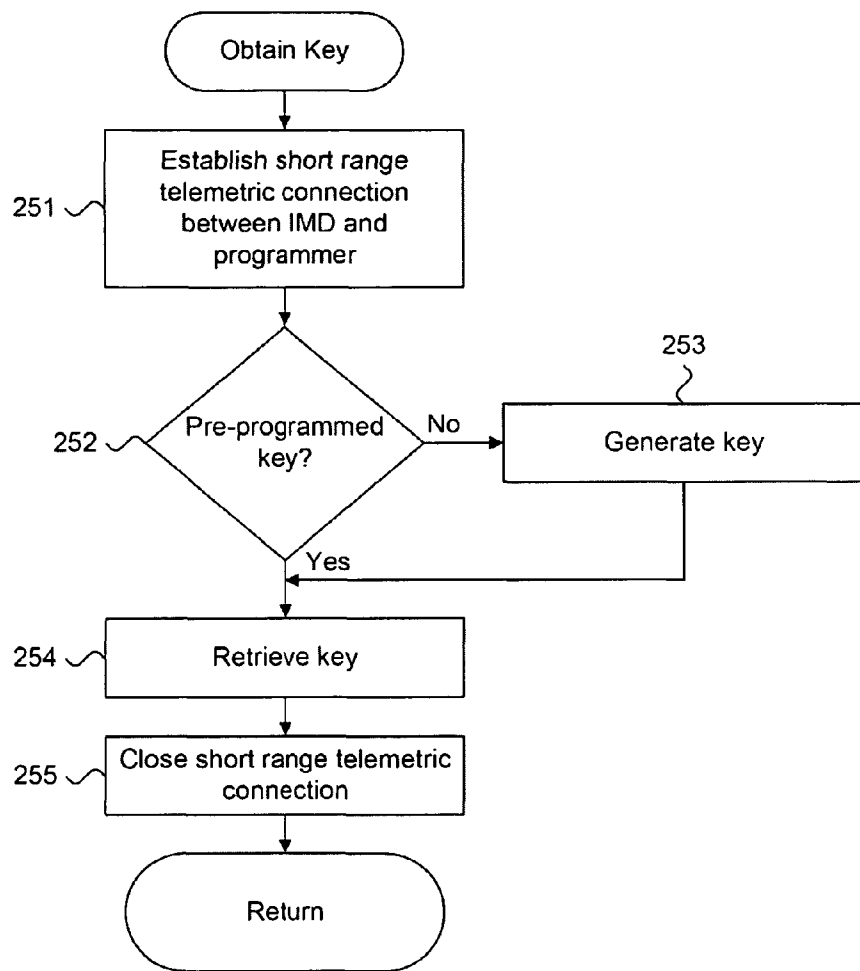 Obtain Key
251
Establish short range
telemetric connection
between IMD and
programmer
252
Pre-programmed
key?
No
253
Generate key
Yes
254
Retrieve key
255
Close short range telemetric
connection
Return